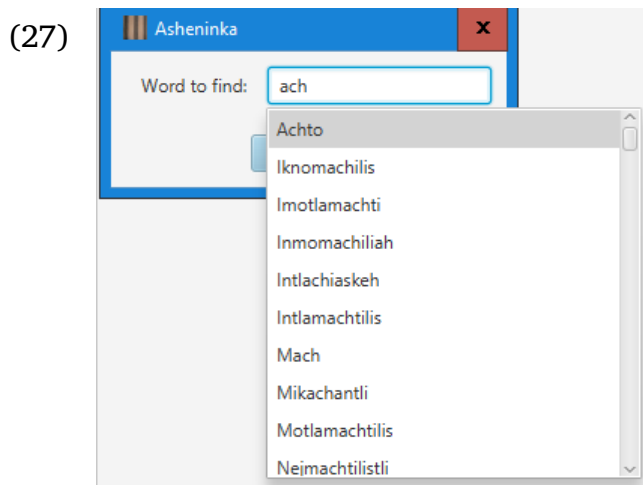 (27)
Asheninka
x
Word to find: ach
Achto
Iknomachilis
Imotlamachti
Inmomachiliah
Intlachiaskeh
Intlamachtilis
Mach
Mikachantli
Motlamachtilis
Nejmachtilistli